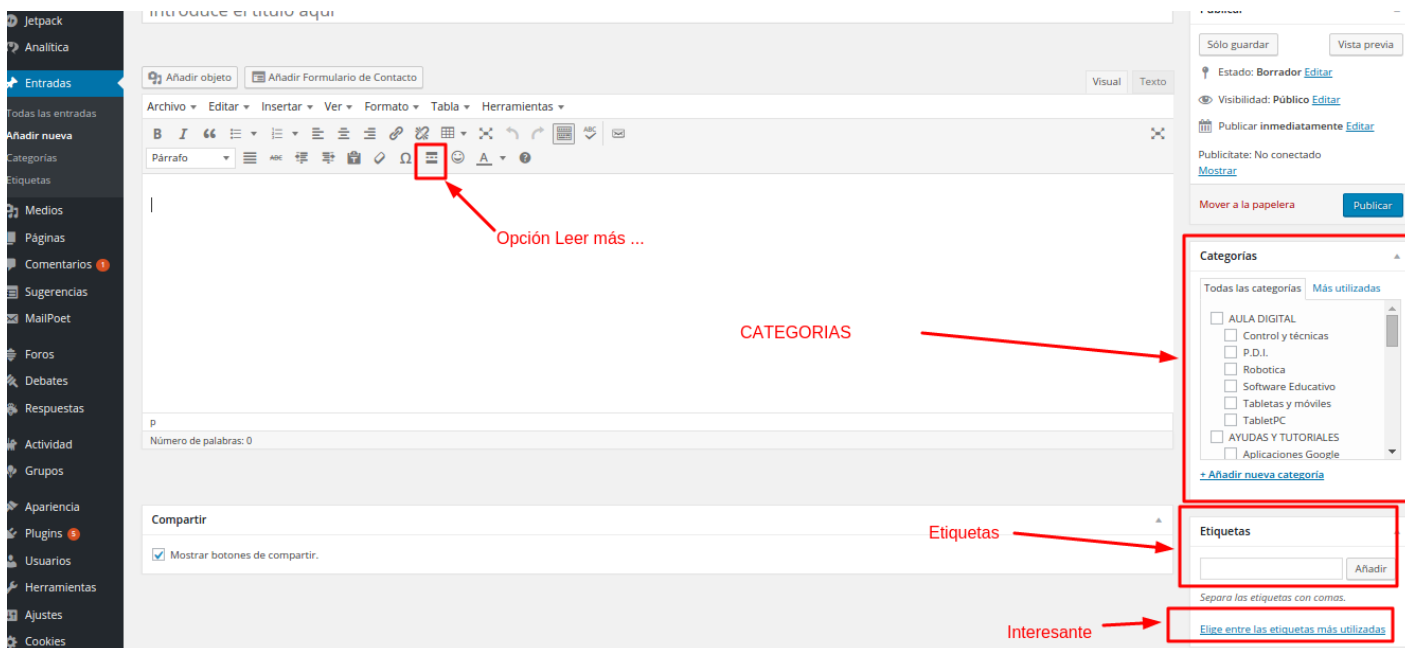 Jetpack
Analítica
Entradas
Todas las entradas
Añadir nueva
Categorías
Etiquetas
Medios
Páginas
Comentarios 1
Sugerencias
MailPoet
Foros
Debates
Respuestas
Actividad
Grupos
Apariencia
Plugins 5
Usuarios
Herramientas
Ajustes
Cookies
Introduce el título aquí
Añadir objeto Añadir Formulario de Contacto
Visual Texto
Archivo Editar Insertar Ver Formato Tabla Herramientas
B I ABC
Párrafo ABC Ω A
Opción Leer más ...
CATEGORIAS
p
Número de palabras: 0
Compartir
Mostrar botones de compartir.
Etiquetas
Interesante
Publicar
Sólo guardar Vista previa
Estado: Borrador Editar
Visibilidad: Público Editar
Publicar inmediatamente Editar
Publicítate: No conectado
Mostrar
Mover a la papelera Publicar
Categorías
Todas las categorías Más utilizadas
AULA DIGITAL
Control y técnicas
P.D.I.
Robotica
Software Educativo
Tabletas y móviles
TabletPC
AYUDAS Y TUTORIALES
Aplicaciones Google
+ Añadir nueva categoría
Etiquetas
Añadir
Separa las etiquetas con comas.
Elige entre las etiquetas más utilizadas